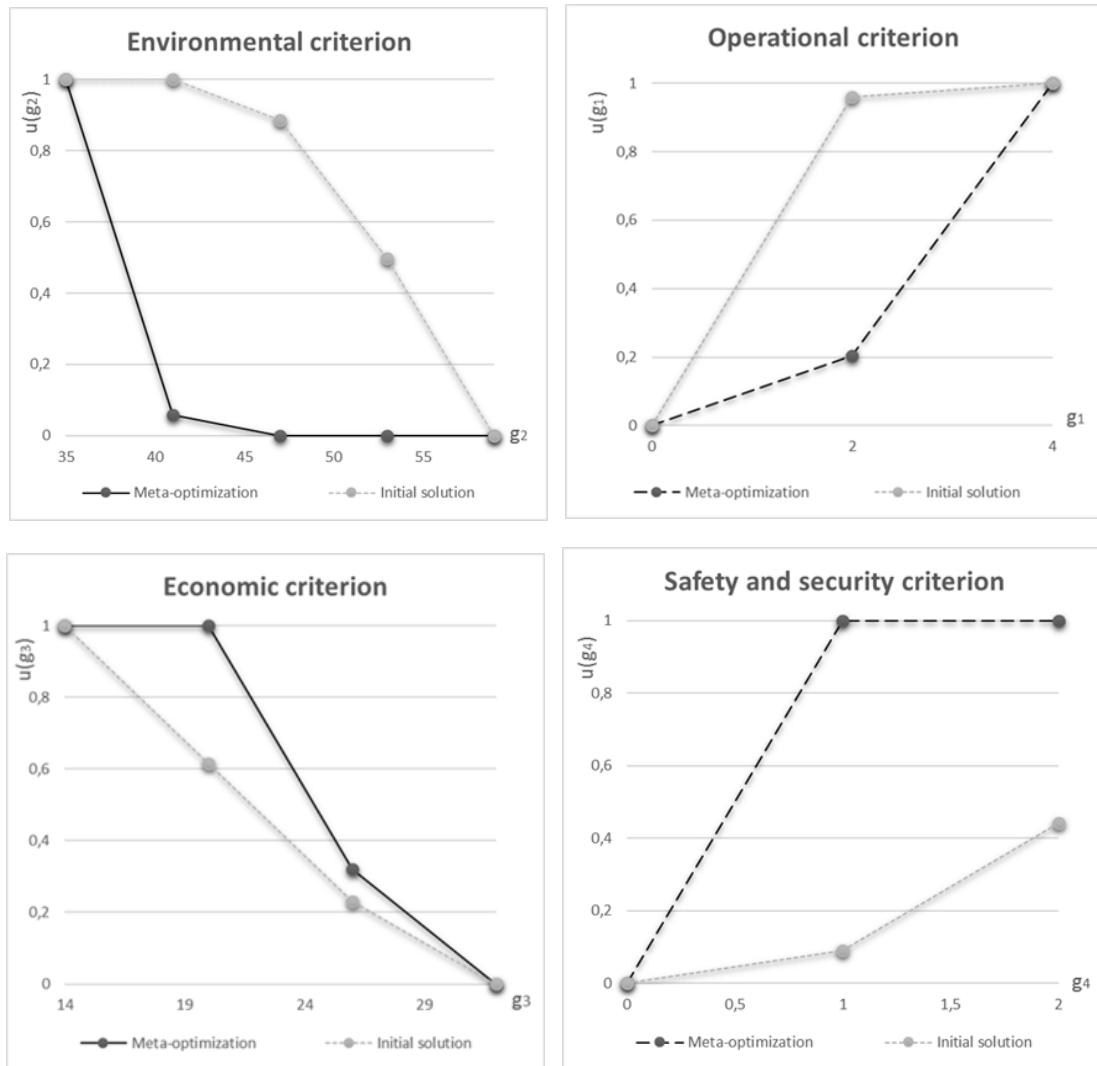 Environmental criterion
u(g2)
1
0,8
0,6
0,4
0,2
0
35 40 45 50 55
g2
Meta-optimization Initial solution
Operational criterion
u(g1)
1
0,8
0,6
0,4
0,2
0
0 2 4
g1
Meta-optimization Initial solution
Economic criterion
u(g3)
1
0,8
0,6
0,4
0,2
0
14 19 24 29
g3
Meta-optimization Initial solution
Safety and security criterion
u(g4)
1
0,8
0,6
0,4
0,2
0
0 0,5 1 1,5 2
g4
Meta-optimization Initial solution